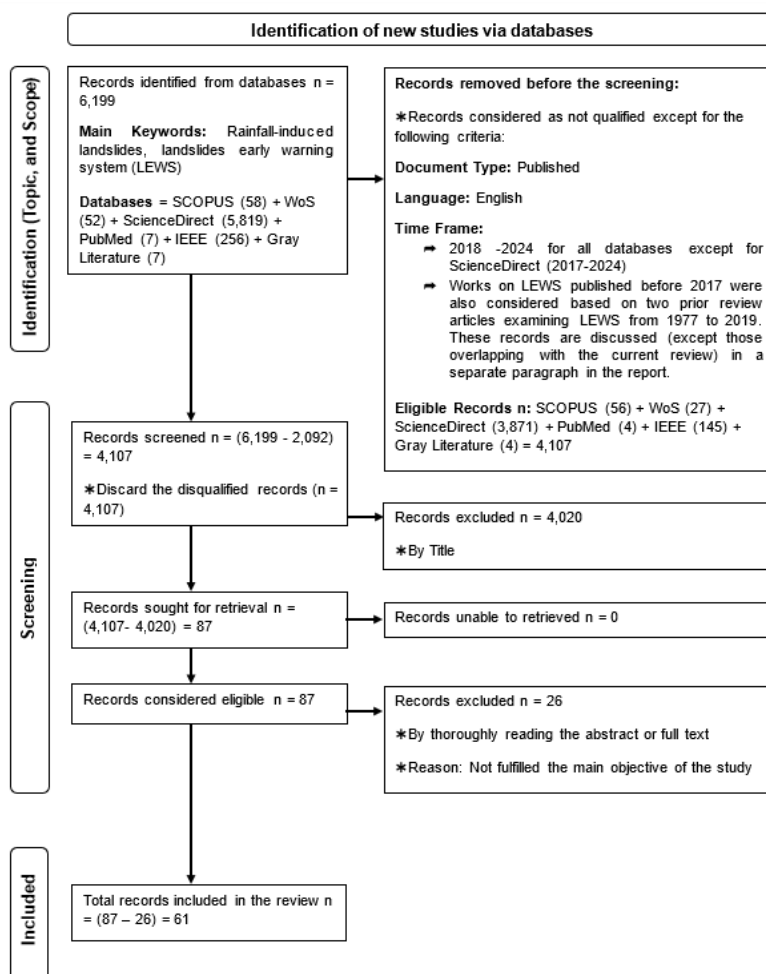 Identification of new studies via databases
Identification (Topic, and Scope)
Records identified from databases n =
6,199
Main Keywords: Rainfall-induced
landslides, landslides early warning
system (LEWS)
Databases = SCOPUS (58) + WoS
(52) + ScienceDirect (5,819) +
PubMed (7) + IEEE (256) + Gray
Literature (7)
Records removed before the screening:
∗Records considered as not qualified except for the
following criteria:
Document Type: Published
Language: English
Time Frame:
➡ 2018 -2024 for all databases except for
ScienceDirect (2017-2024)
➡ Works on LEWS published before 2017 were
also considered based on two prior review
articles examining LEWS from 1977 to 2019.
These records are discussed (except those
overlapping with the current review) in a
separate paragraph in the report.
Eligible Records n: SCOPUS (56) + WoS (27) +
ScienceDirect (3,871) + PubMed (4) + IEEE (145) +
Gray Literature (4) = 4,107
Screening
Records screened n = (6,199 - 2,092)
= 4,107
∗Discard the disqualified records (n =
4,107)
Records excluded n = 4,020
∗By Title
Records sought for retrieval n =
(4,107- 4,020) = 87
Records unable to retrieved n = 0
Records considered eligible n = 87
Records excluded n = 26
∗By thoroughly reading the abstract or full text
∗Reason: Not fulfilled the main objective of the study
Included
Total records included in the review n
= (87 – 26) = 61